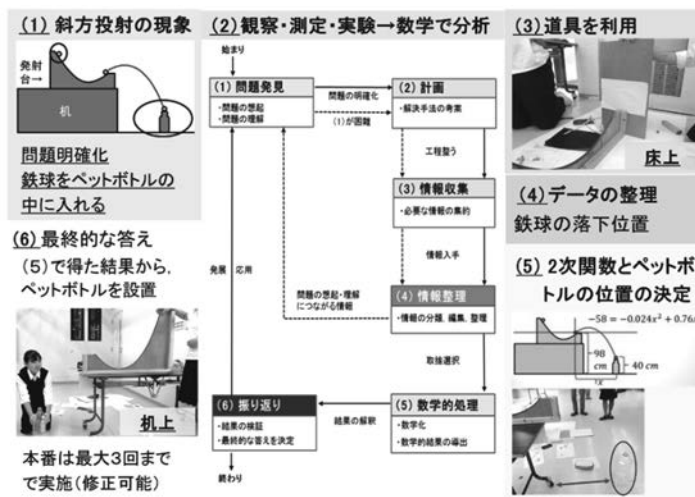 (1) 斜方投射の現象
発射
台→
机
問題明確化
鉄球をペットボトルの
中に入れる
(6) 最終的な答え
(5)で得た結果から,
ペットボトルを設置
机上
本番は最大3回まで
で実施(修正可能)
(2) 観察・測定・実験→数学で分析
始まり
(1) 問題発見
・問題の想起
・問題の理解
問題の明確化
(1)が困難
(2) 計画
・解決手法の考案
工程整う
(3) 情報収集
・必要な情報の集約
情報入手
発展
応用
問題の想起・理解
につながる情報
(4) 情報整理
・情報の分類, 編集, 整理
取捨選択
(6) 振り返り
・結果の検証
・最終的な答えを決定
結果の解釈
(5) 数学的処理
・数学化
・数学的結果の導出
終わり
(3) 道具を利用
床上
(4) データの整理
鉄球の落下位置
(5) 2次関数とペットボ
トルの位置の決定
−58 = −0.024x² + 0.76x
98
cm
40 cm
x